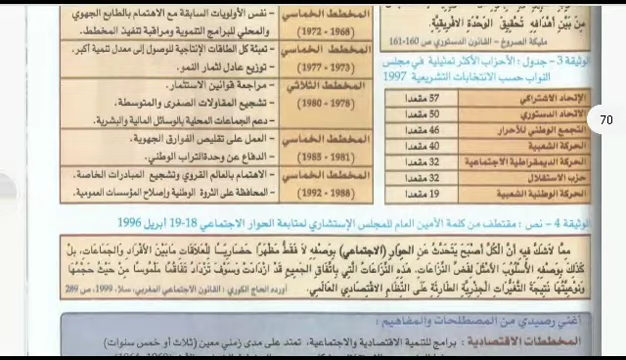 من بين أهدافه تحقيق الوحدة الافريقية.
مليكة الصروخ - القانون الدستوري ص 160-161
الوثيقة 3 - جدول : الأحزاب الأكثر تمثيلية في مجلس
النواب حسب الانتخابات التشريعية 1997
الإتحاد الاشتراكي 57 مقعدا
الاتحاد الدستوري 50 مقعدا
التجمع الوطني للأحرار 46 مقعدا
الحركة الشعبية 40 مقعدا
الحركة الديمقراطية الاجتماعية 32 مقعدا
حزب الاستقلال 32 مقعدا
الحركة الوطنية الشعبية 19 مقعدا
70
المخطط الخماسي
(1968-1972)
- نفس الأولويات السابقة مع الاهتمام بالطابع الجهوي
والمحلي للبرامج التنموية ومراقبة تنفيذ المخطط.
المخطط الخماسي
(1973-1977)
- تعبئة كل الطاقات الإنتاجية للوصول إلى معدل تنمية أكبر.
- توزيع عادل لثمار النمو.
المخطط الثلاثي
(1978-1980)
- مراجعة قوانين الاستثمار.
- تشجيع المقاولات الصغرى والمتوسطة.
- دعم الجماعات المحلية بالوسائل المالية والبشرية.
المخطط الخماسي
(1981-1985)
- العمل على تقليص الفوارق الجهوية.
- الدفاع عن وحدة التراب الوطني.
المخطط الخماسي
(1988-1992)
- الاهتمام بالعالم القروي وتشجيع المبادرات الخاصة.
- المحافظة على الثروة الوطنية وإصلاح المؤسسات العمومية.
الوثيقة 4 - نص : مقتطف من كلمة الأمين العام للمجلس الإستشاري لمتابعة الحوار الاجتماعي 18-19 أبريل 1996
مما لاشك فيه أن الكل أصبح يتحدث عن الحوار (الاجتماعي) بوصفه لا فقط مظهرا حضاريا للعلاقات مابين الأفراد والجماعات، بل
كذلك بوصفه الأسلوب الأمثل لفض النزاعات. هذه النزاعات التي باتفاق الجميع قد ازدادت وسوف تزداد تفاقما ملموسا من حيث حجمها
ونوعيتها نتيجة التغيرات الجذرية الطارئة على النظام الاقتصادي العالمي.
أورده الحاج الكوري : القانون الاجتماعي المغربي، سلا، 1999، ص 289
أغني رصيدي من المصطلحات والمفاهيم :
المخططات الاقتصادية : برامج للتنمية الاقتصادية والاجتماعية، تمتد على مدى زمني معين (ثلاث أو خمس سنوات)